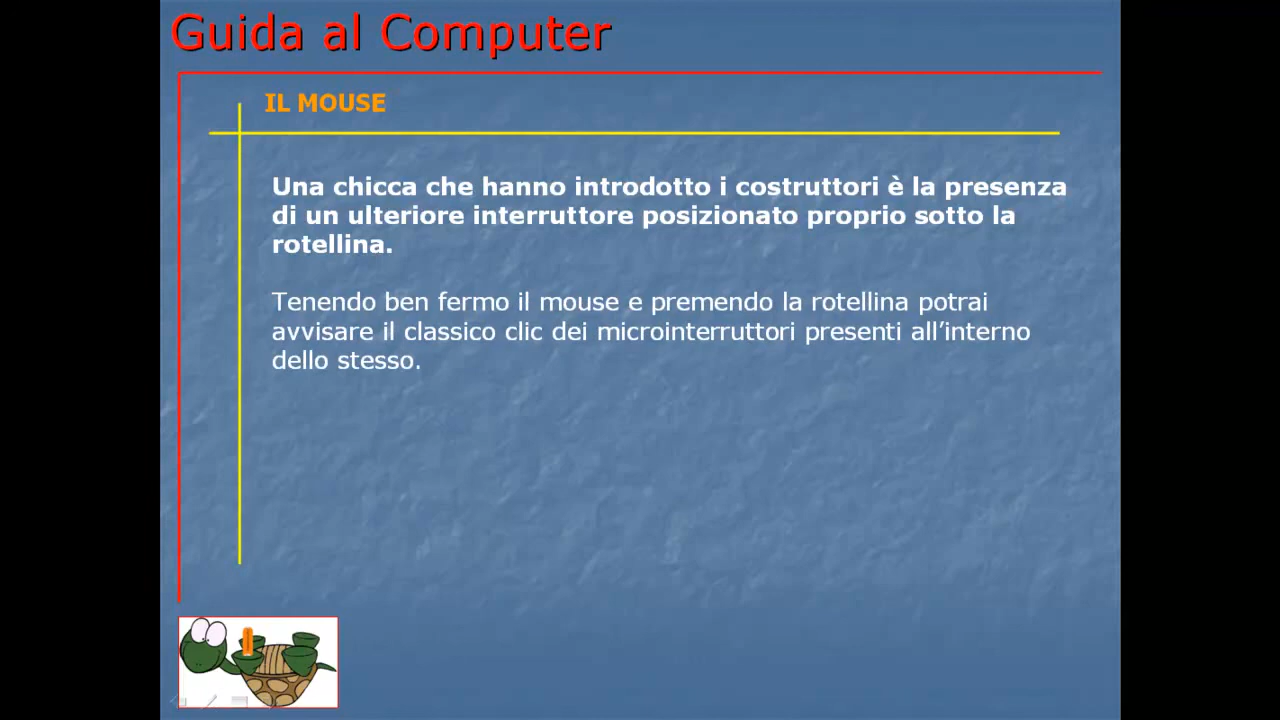 Guida al Computer
IL MOUSE
Una chicca che hanno introdotto i costruttori è la presenza
di un ulteriore interruttore posizionato proprio sotto la
rotellina.
Tenendo ben fermo il mouse e premendo la rotellina potrai
avvisare il classico clic dei microinterruttori presenti all’interno
dello stesso.